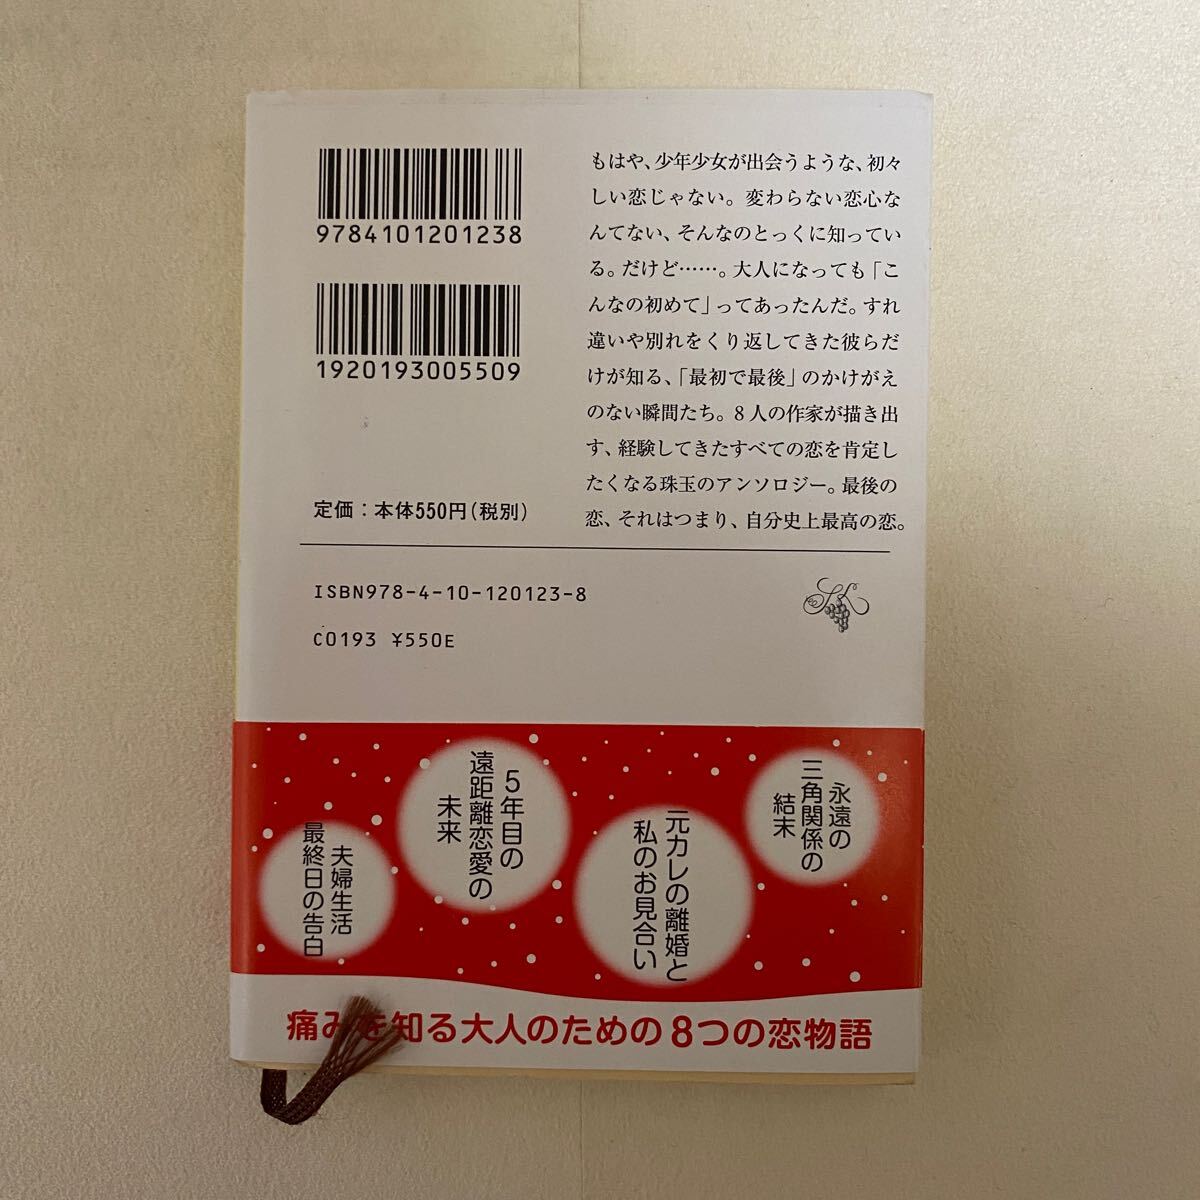 9784101201238
1920193005509
定価：本体550円（税別）
もはや、少年少女が出会うような、初々
しい恋じゃない。変わらない恋心な
んてない、そんなのとっくに知ってい
る。だけど……。大人になっても「こ
んなの初めて」ってあったんだ。すれ
違いや別れをくり返してきた彼らだ
けが知る、「最初で最後」のかけがえ
のない瞬間たち。８人の作家が描き出
す、経験してきたすべての恋を肯定し
たくなる珠玉のアンソロジー。最後の
恋、それはつまり、自分史上最高の恋。
ISBN978-4-10-120123-8
C0193 ¥550E
永遠の
三角関係の
結末
元カレの離婚と
私のお見合い
５年目の
遠距離恋愛の
未来
夫婦生活
最終日の告白
痛みを知る大人のための８つの恋物語